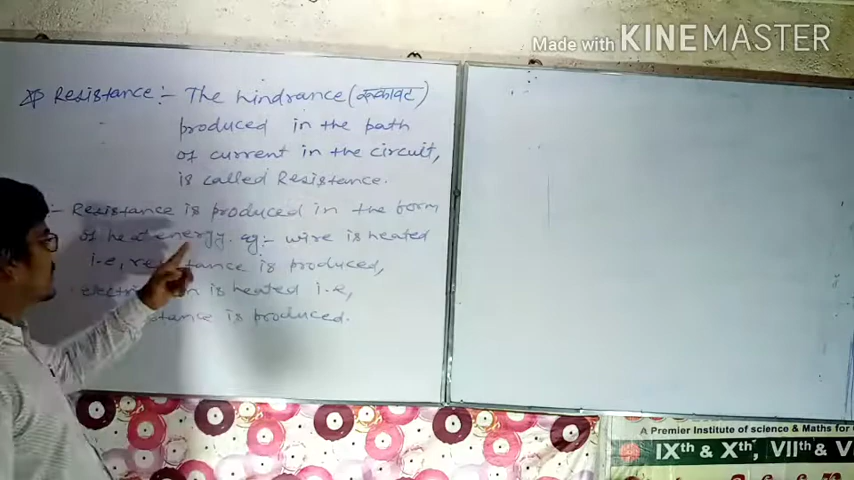 Made with KINEMASTER
☆ Resistance :- The hindrance (रुकावट)
produced in the path
of current in the circuit,
is called Resistance.
:- Resistance is produced in the form
of heat energy. eg:- wire is heated
i.e, resistance is produced,
is heated i.e,
is produced.
A Premier Institute of science & Maths for
IXth & Xth, VIIth & VIII